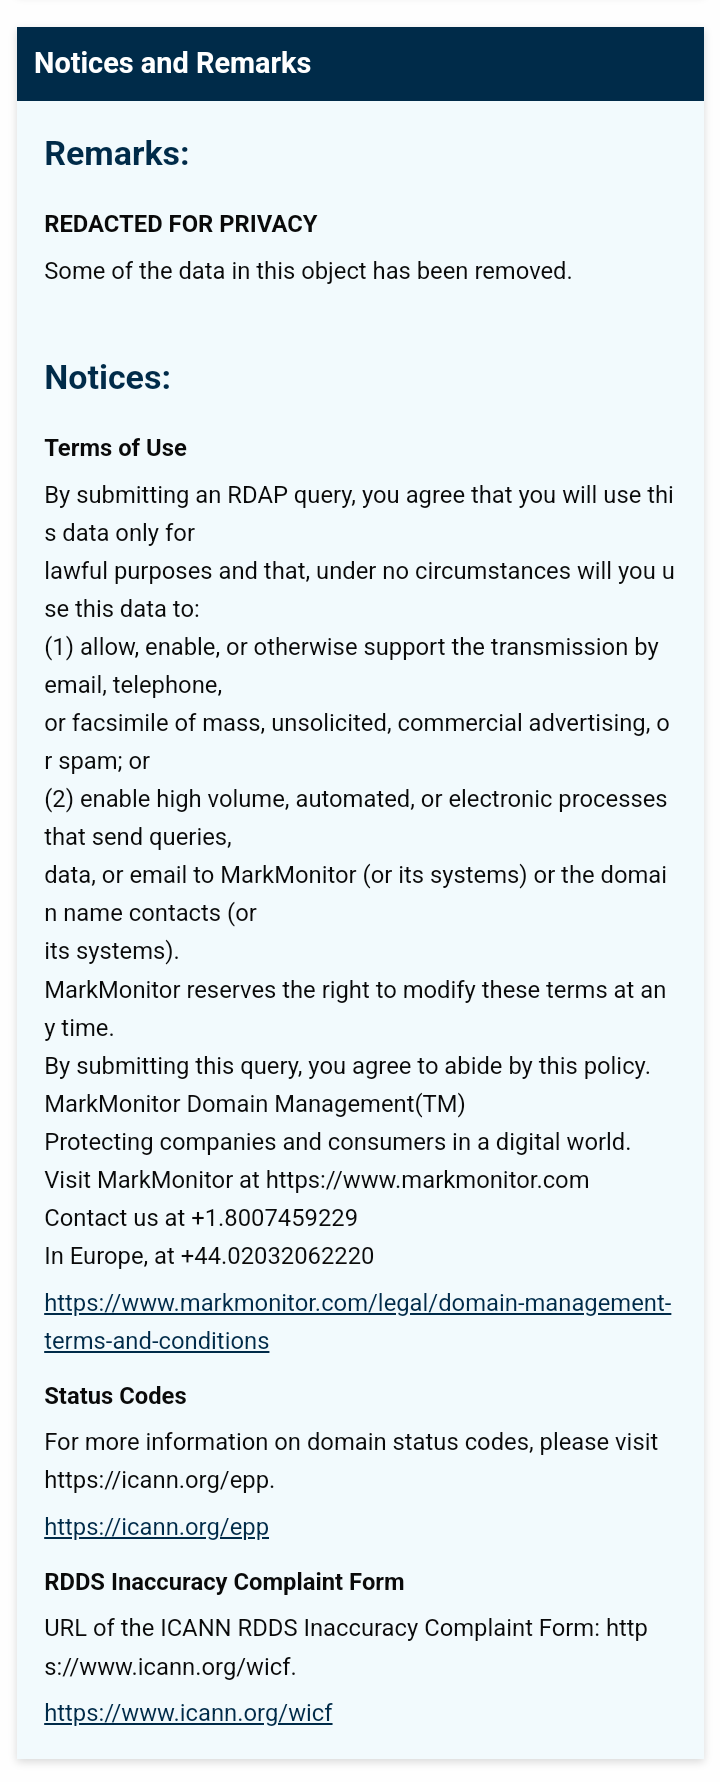 Notices and Remarks
Remarks:
REDACTED FOR PRIVACY
Some of the data in this object has been removed.
Notices:
Terms of Use
By submitting an RDAP query, you agree that you will use thi
s data only for
lawful purposes and that, under no circumstances will you u
se this data to:
(1) allow, enable, or otherwise support the transmission by
email, telephone,
or facsimile of mass, unsolicited, commercial advertising, o
r spam; or
(2) enable high volume, automated, or electronic processes
that send queries,
data, or email to MarkMonitor (or its systems) or the domai
n name contacts (or
its systems).
MarkMonitor reserves the right to modify these terms at an
y time.
By submitting this query, you agree to abide by this policy.
MarkMonitor Domain Management(TM)
Protecting companies and consumers in a digital world.
Visit MarkMonitor at https://www.markmonitor.com
Contact us at +1.8007459229
In Europe, at +44.02032062220
https://www.markmonitor.com/legal/domain-management-
terms-and-conditions
Status Codes
For more information on domain status codes, please visit
https://icann.org/epp.
https://icann.org/epp
RDDS Inaccuracy Complaint Form
URL of the ICANN RDDS Inaccuracy Complaint Form: http
s://www.icann.org/wicf.
https://www.icann.org/wicf